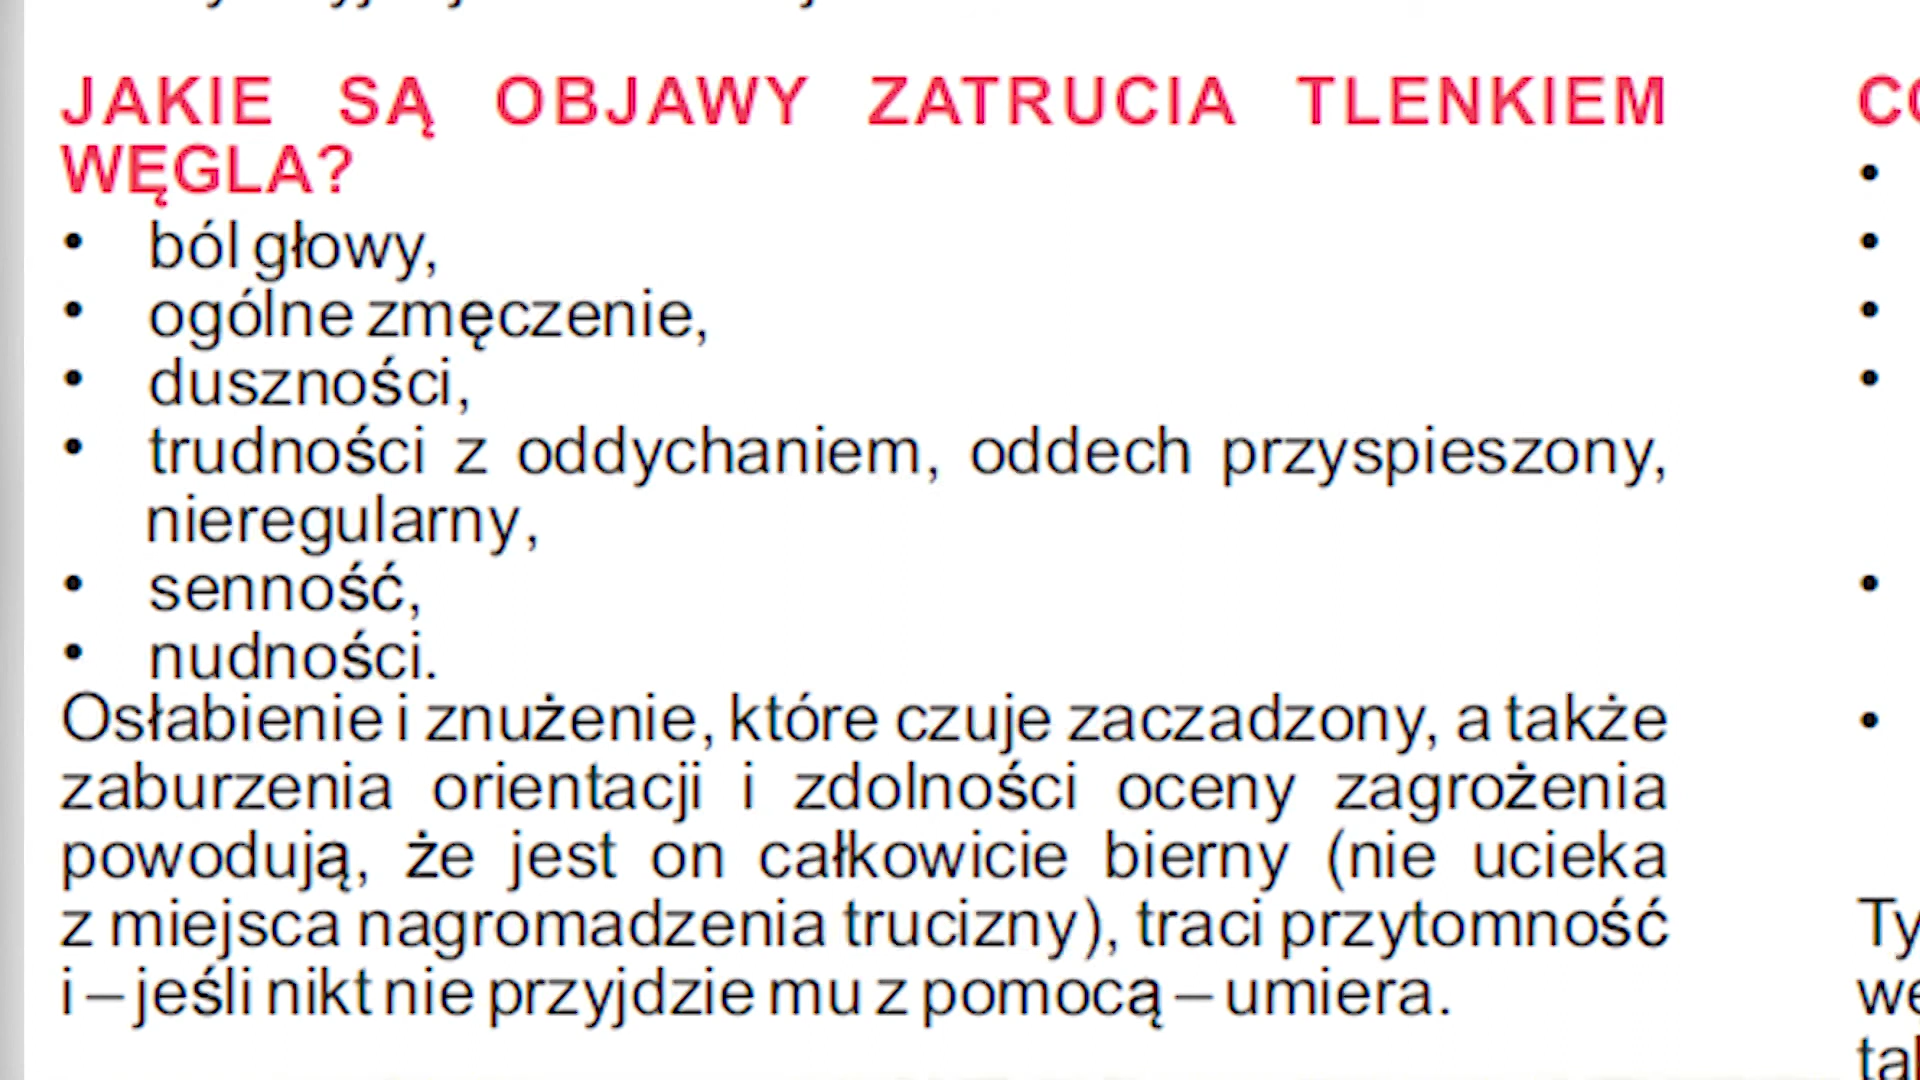 JAKIE SĄ OBJAWY ZATRUCIA TLENKIEM
WĘGLA?
• ból głowy,
• ogólne zmęczenie,
• duszności,
• trudności z oddychaniem, oddech przyspieszony,
nieregularny,
• senność,
• nudności.
Osłabienie i znużenie, które czuje zaczadzony, a także
zaburzenia orientacji i zdolności oceny zagrożenia
powodują, że jest on całkowicie bierny (nie ucieka
z miejsca nagromadzenia trucizny), traci przytomność
i – jeśli nikt nie przyjdzie mu z pomocą – umiera.